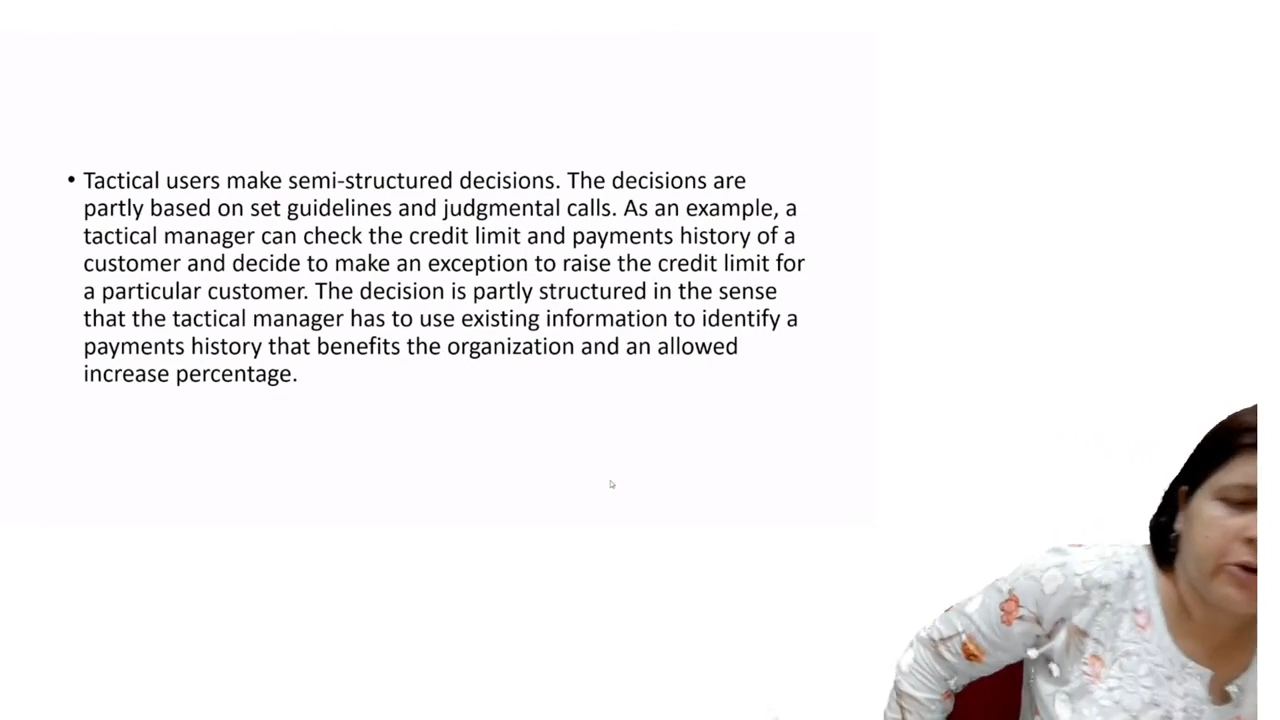 • Tactical users make semi-structured decisions. The decisions are
partly based on set guidelines and judgmental calls. As an example, a
tactical manager can check the credit limit and payments history of a
customer and decide to make an exception to raise the credit limit for
a particular customer. The decision is partly structured in the sense
that the tactical manager has to use existing information to identify a
payments history that benefits the organization and an allowed
increase percentage.